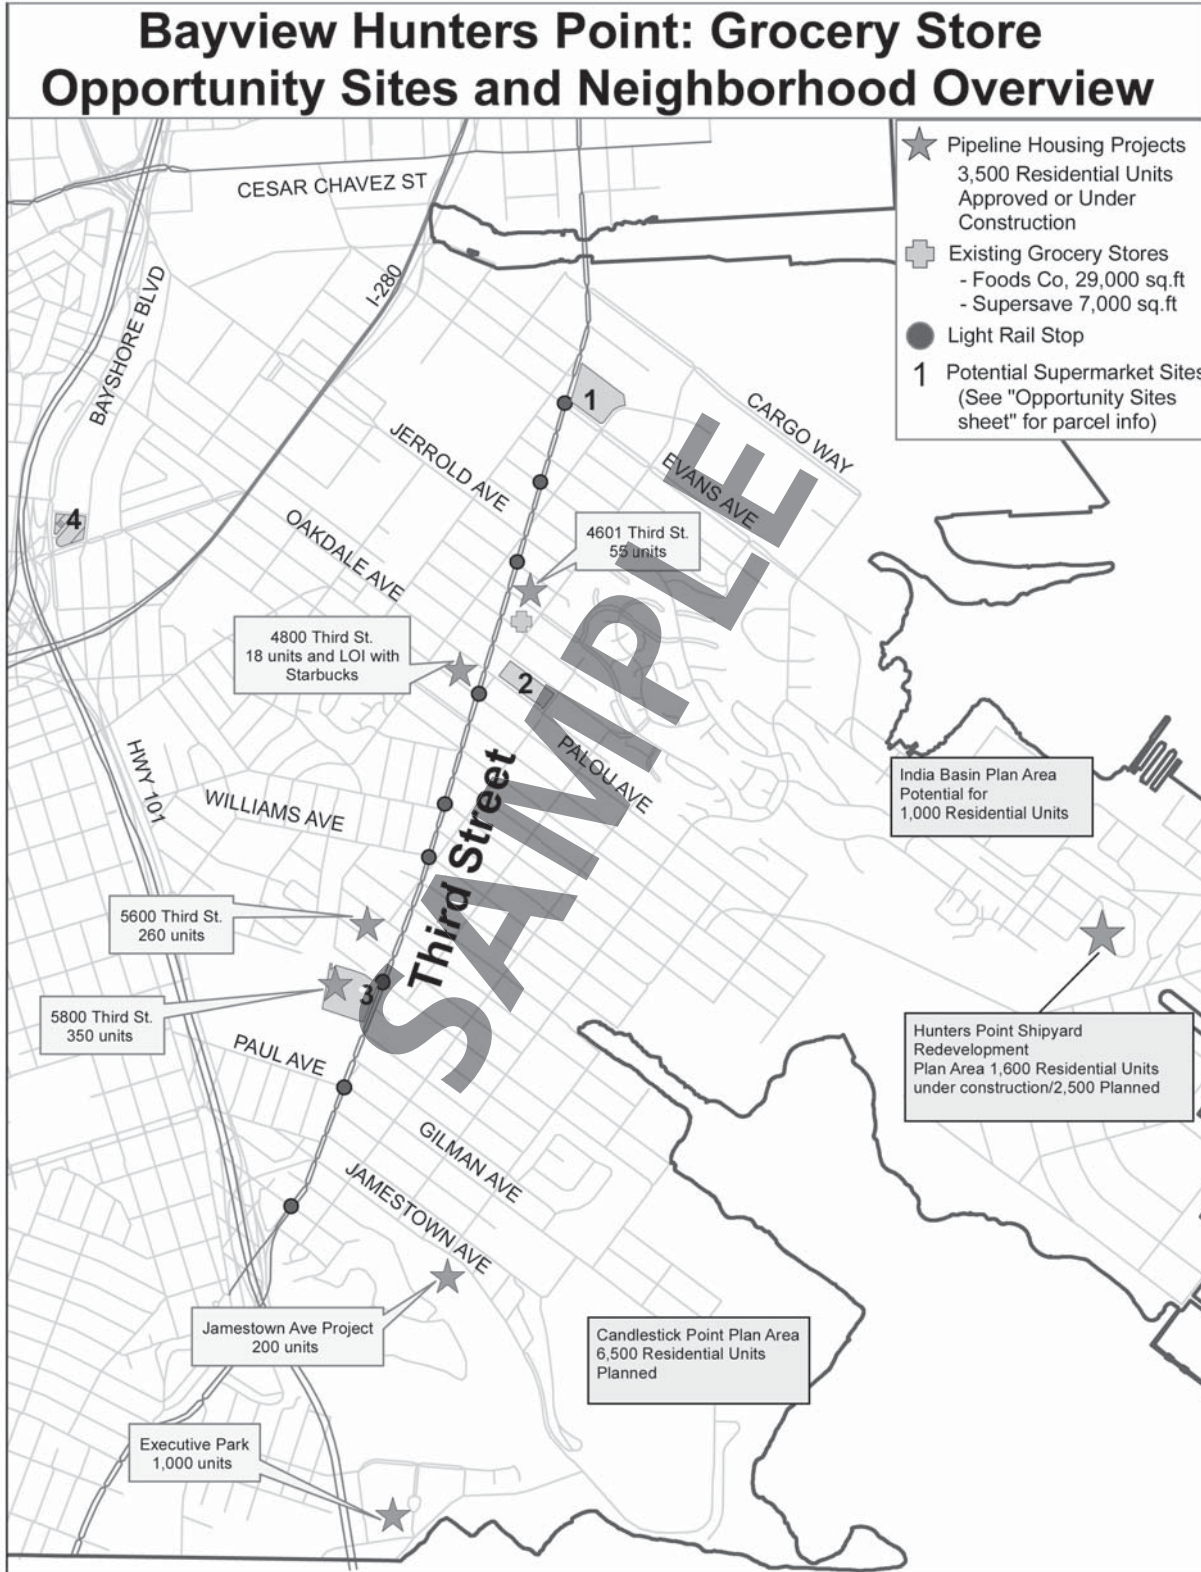 Bayview Hunters Point: Grocery Store
Opportunity Sites and Neighborhood Overview
Pipeline Housing Projects
3,500 Residential Units
Approved or Under
Construction
Existing Grocery Stores
- Foods Co, 29,000 sq.ft
- Supersave 7,000 sq.ft
Light Rail Stop
1 Potential Supermarket Sites
(See "Opportunity Sites
sheet" for parcel info)
CESAR CHAVEZ ST
I-280
BAYSHORE BLVD
1
CARGO WAY
JERROLD AVE
EVANS AVE
4
OAKDALE AVE
4601 Third St.
55 units
4800 Third St.
18 units and LOI with
Starbucks
2
PALOU AVE
HWY 101
India Basin Plan Area
Potential for
1,000 Residential Units
WILLIAMS AVE
Third Street
SAMPLE
5600 Third St.
260 units
3
5800 Third St.
350 units
Hunters Point Shipyard
Redevelopment
Plan Area 1,600 Residential Units
under construction/2,500 Planned
PAUL AVE
GILMAN AVE
JAMESTOWN AVE
Jamestown Ave Project
200 units
Candlestick Point Plan Area
6,500 Residential Units
Planned
Executive Park
1,000 units